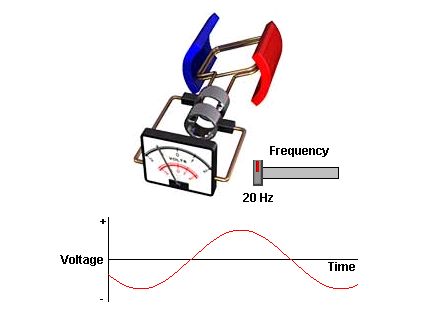 VOLTS
Frequency
20 Hz
+
Voltage
Time
-